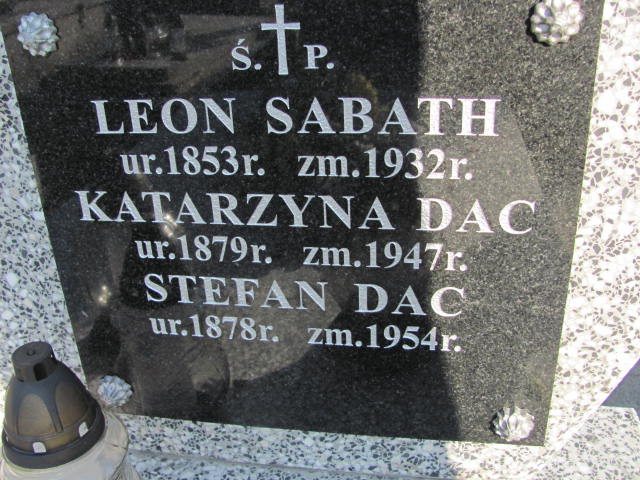 Ś. P.
LEON SABATH
ur.1853r. zm.1932r.
KATARZYNA DAC
ur.1879r. zm.1947r.
STEFAN DAC
ur.1878r. zm.1954r.